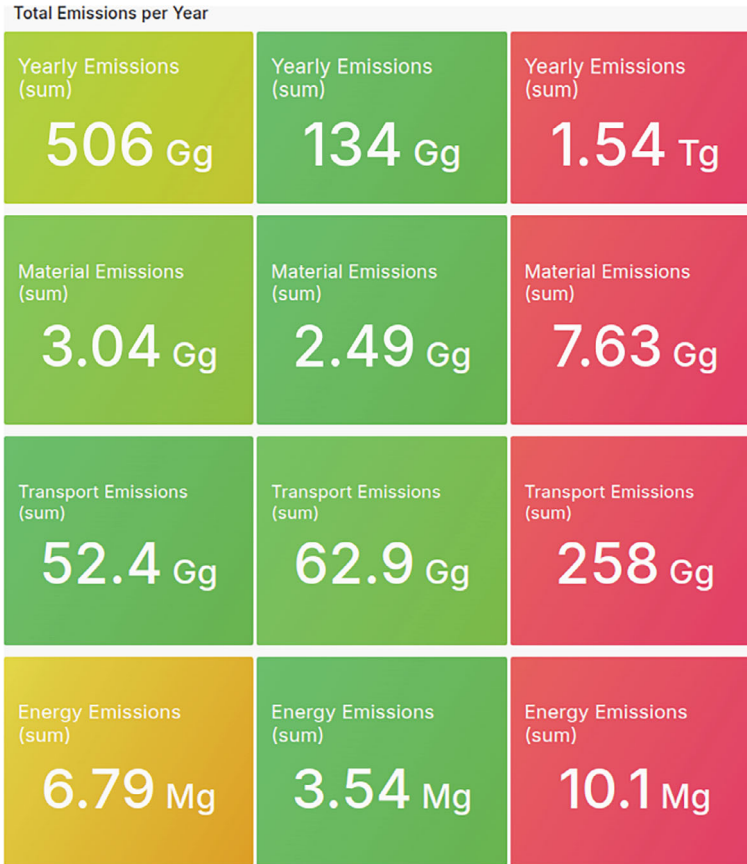 Total Emissions per Year
Yearly Emissions
(sum)
506 Gg
Yearly Emissions
(sum)
134 Gg
Yearly Emissions
(sum)
1.54 Tg
Material Emissions
(sum)
3.04 Gg
Material Emissions
(sum)
2.49 Gg
Material Emissions
(sum)
7.63 Gg
Transport Emissions
(sum)
52.4 Gg
Transport Emissions
(sum)
62.9 Gg
Transport Emissions
(sum)
258 Gg
Energy Emissions
(sum)
6.79 Mg
Energy Emissions
(sum)
3.54 Mg
Energy Emissions
(sum)
10.1 Mg